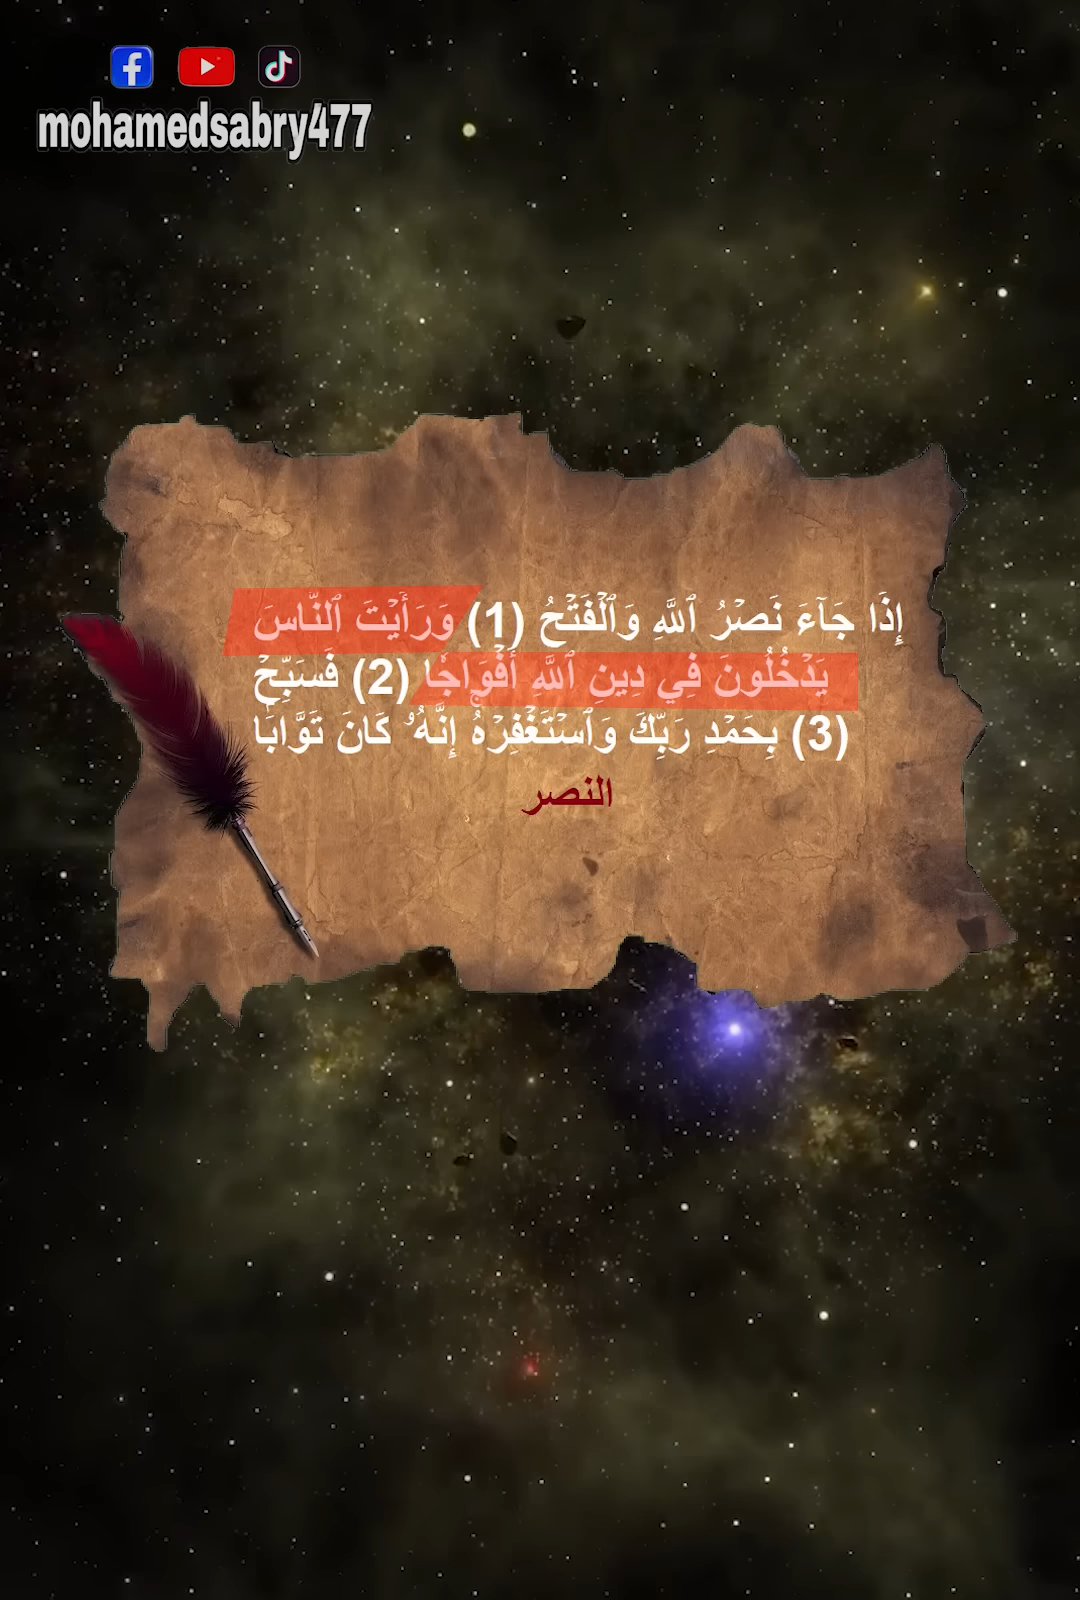 mohamedsabry477
إِذَا جَآءَ نَصۡرُ ٱللَّهِ وَٱلۡفَتۡحُ (1) وَرَأَيۡتَ ٱلنَّاسَ
يَدۡخُلُونَ فِي دِينِ ٱللَّهِ أَفۡوَاجٗا (2) فَسَبِّحۡ
بِحَمۡدِ رَبِّكَ وَٱسۡتَغۡفِرۡهُۚ إِنَّهُۥ كَانَ تَوَّابَۢا (3)
النصر